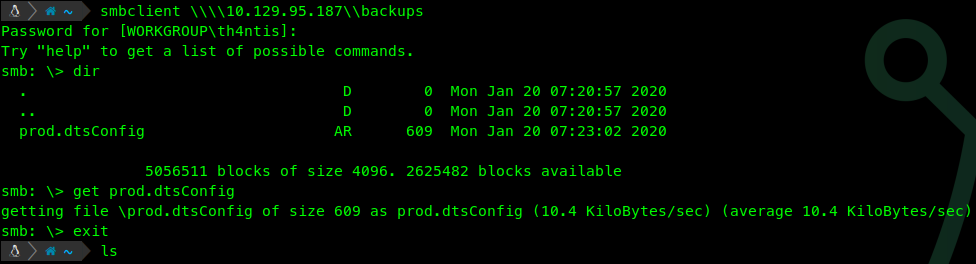 ~ smbclient \\\\10.129.95.187\\backups
Password for [WORKGROUP\th4ntis]:
Try "help" to get a list of possible commands.
smb: \> dir
. D 0 Mon Jan 20 07:20:57 2020
.. D 0 Mon Jan 20 07:20:57 2020
prod.dtsConfig AR 609 Mon Jan 20 07:23:02 2020
5056511 blocks of size 4096. 2625482 blocks available
smb: \> get prod.dtsConfig
getting file \prod.dtsConfig of size 609 as prod.dtsConfig (10.4 KiloBytes/sec) (average 10.4 KiloBytes/sec)
smb: \> exit
~ ls